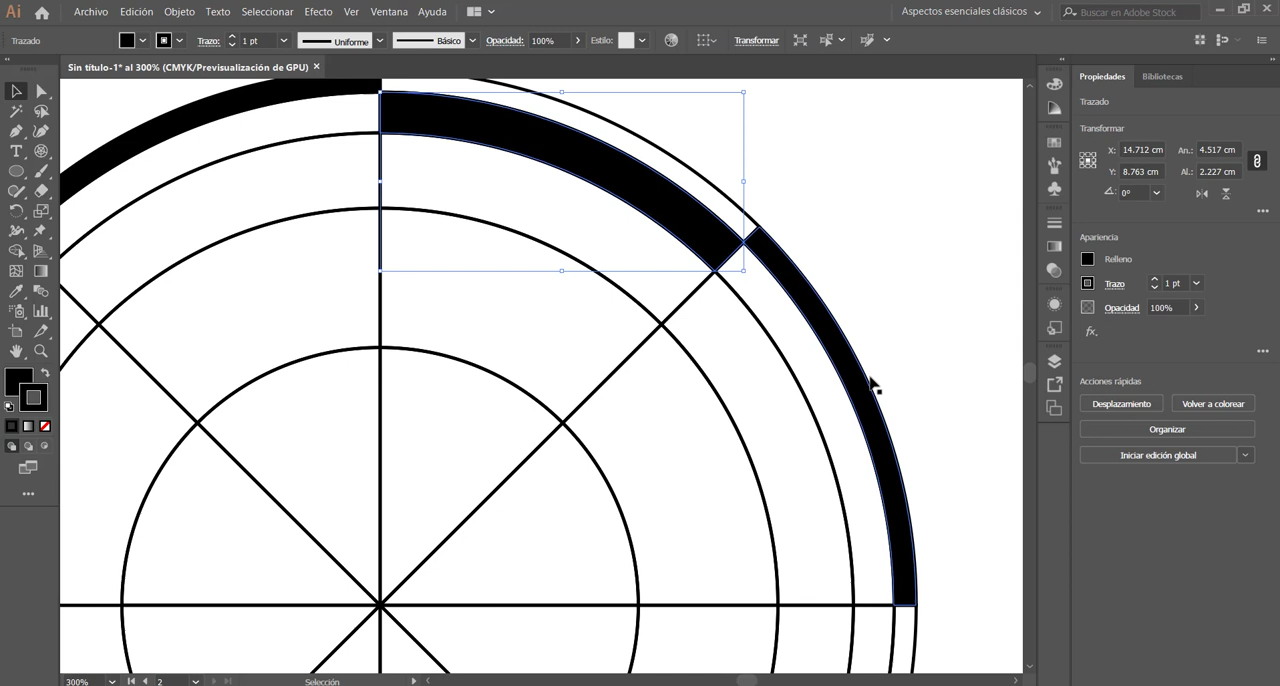 Ai
Archivo Edición Objeto Texto Seleccionar Efecto Ver Ventana Ayuda
Aspectos esenciales clásicos
Buscar en Adobe Stock
Trazado
Trazo: 1 pt
Uniforme
Básico
Opacidad: 100%
Estilo:
Transformar
Sin título-1* al 300% (CMYK/Previsualización de GPU) ×
Propiedades Bibliotecas
Trazado
Transformar
X: 14.712 cm An.: 4.517 cm
Y: 8.763 cm Al.: 2.227 cm
0°
Apariencia
Relleno
Trazo 1 pt
Opacidad 100%
fx.
Acciones rápidas
Desplazamiento Volver a colorear
Organizar
Iniciar edición global
300% 2 Selección